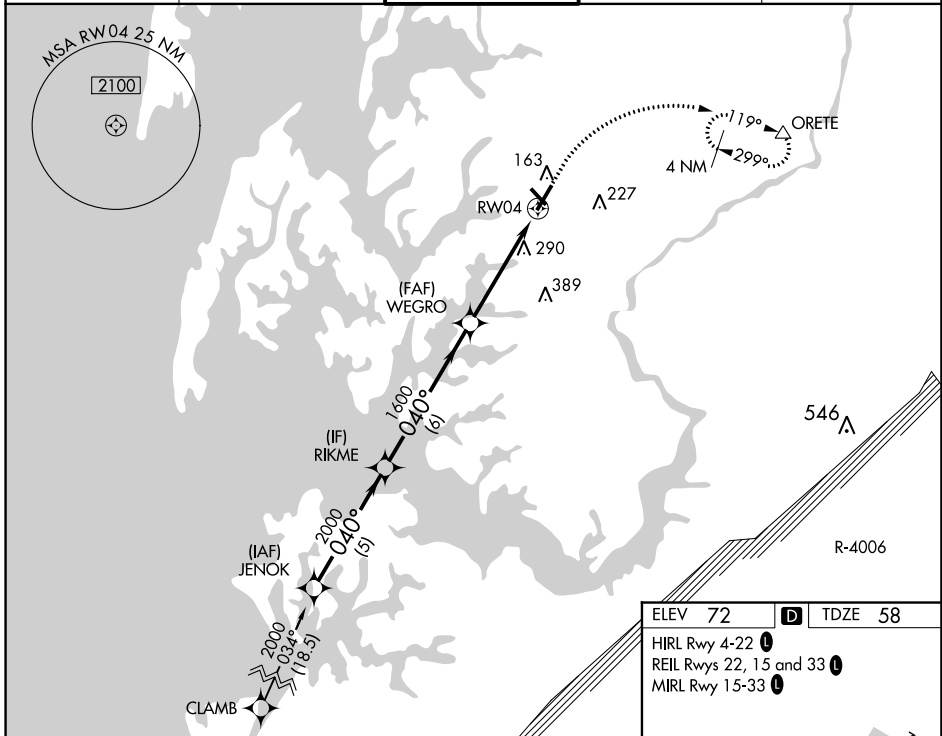 MSA RW04 25 NM
2100
119°
ORETE
4 NM
299°
163
RW04
227
290
389
(FAF)
WEGRO
1600
040°
(6)
546
(IF)
RIKME
2000
040°
(5)
R-4006
(IAF)
JENOK
2000
034°
(18.5)
CLAMB
ELEV 72 D TDZE 58
HIRL Rwy 4-22 L
REIL Rwys 22, 15 and 33 L
MIRL Rwy 15-33 L